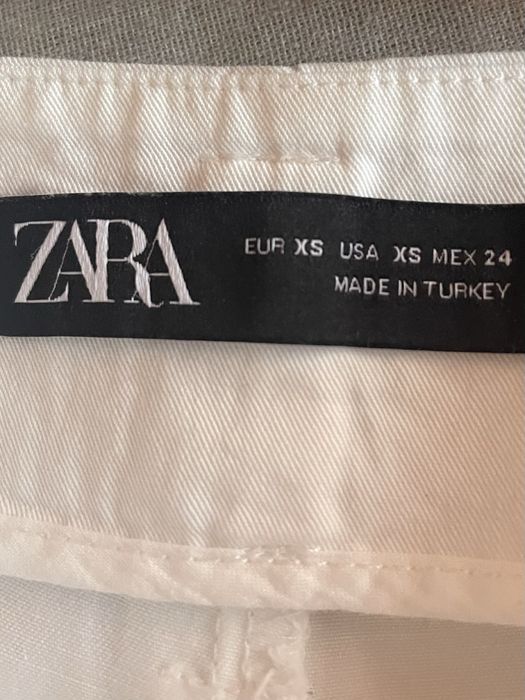 ZARA
EUR XS USA XS MEX 24
MADE IN TURKEY